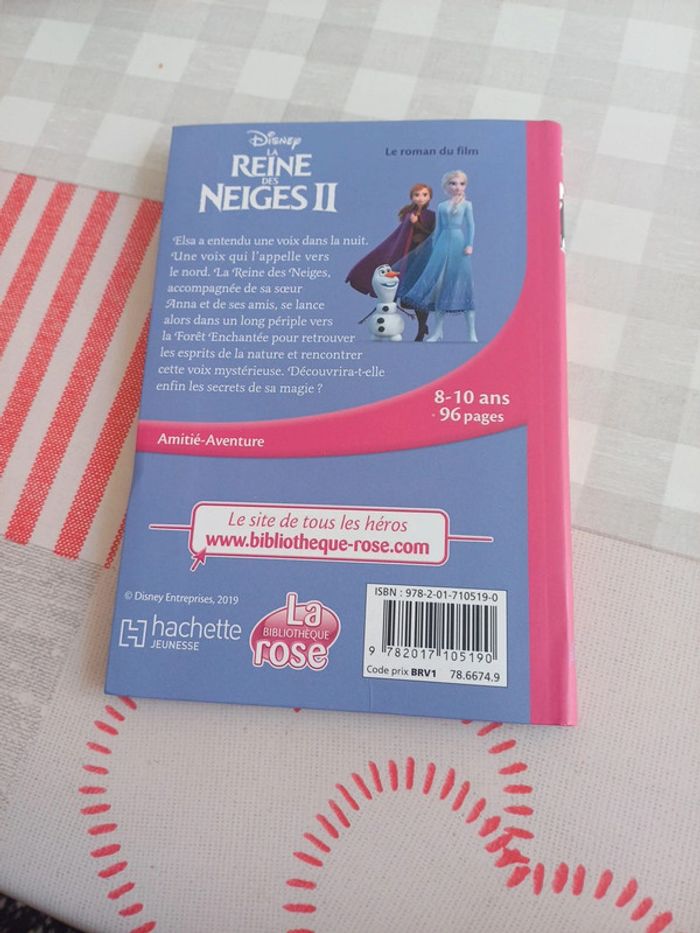 Disney
LA
REINE
DES
NEIGES II
Le roman du film
Elsa a entendu une voix dans la nuit.
Une voix qui l'appelle vers
le nord. La Reine des Neiges,
accompagnée de sa sœur
Anna et de ses amis, se lance
alors dans un long périple vers
la Forêt Enchantée pour retrouver
les esprits de la nature et rencontrer
cette voix mystérieuse. Découvrira-t-elle
enfin les secrets de sa magie ?
8-10 ans
• 96 pages
Amitié-Aventure
Le site de tous les héros
www.bibliotheque-rose.com
© Disney Entreprises, 2019
hachette
JEUNESSE
La
BIBLIOTHÈQUE
rose
ISBN : 978-2-01-710519-0
9 782017 105190
Code prix BRV1 78.6674.9